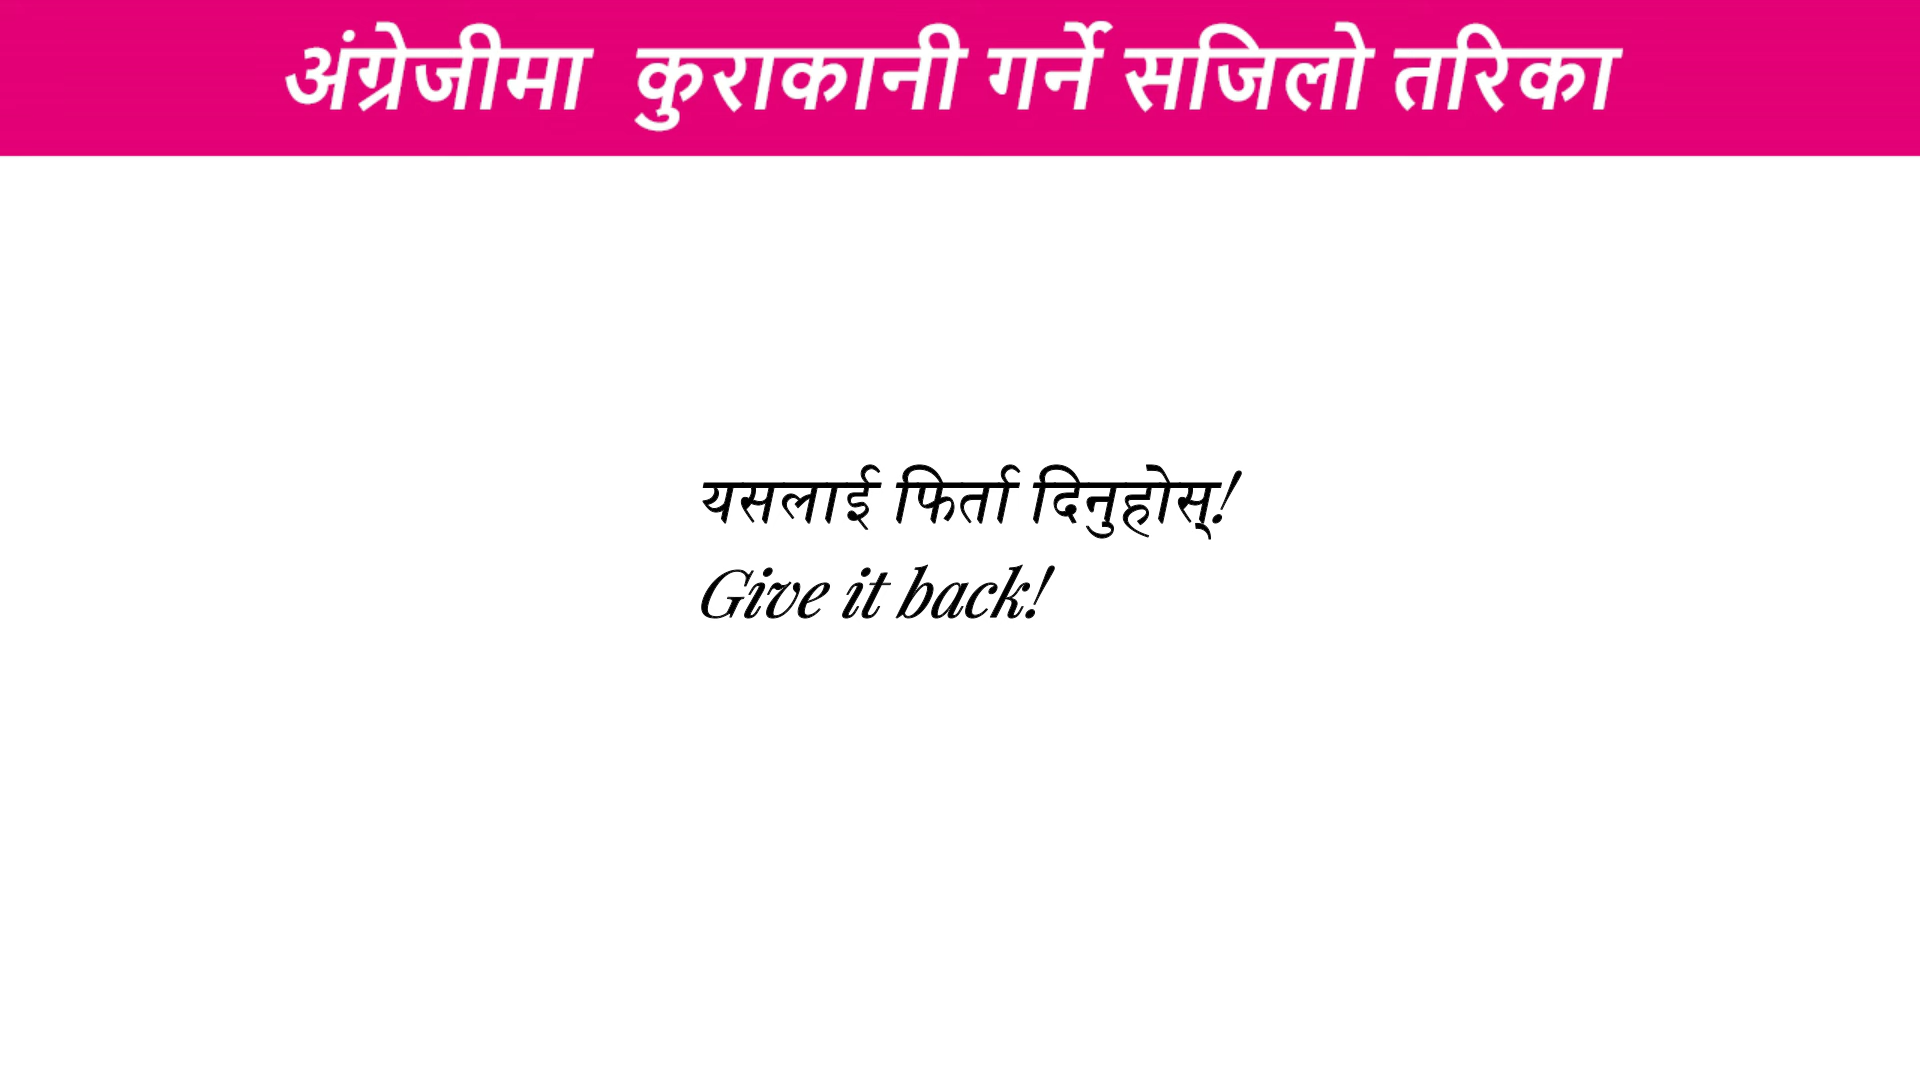 अंग्रेजीमा कुराकानी गर्ने सजिलो तरिका
यसलाई फिर्ता दिनुहोस्!
Give it back!